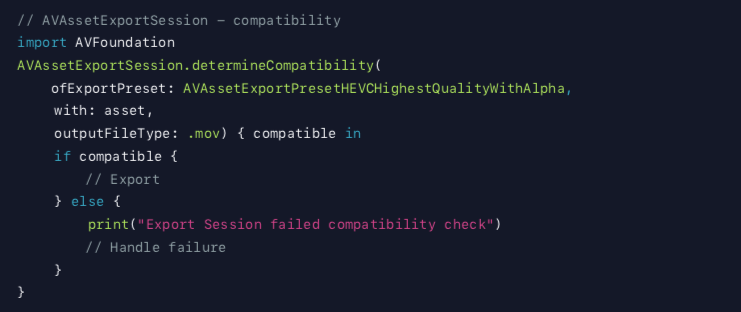 // AVAssetExportSession – compatibility
import AVFoundation
AVAssetExportSession.determineCompatibility(
ofExportPreset: AVAssetExportPresetHEVCHighestQualityWithAlpha,
with: asset,
outputFileType: .mov) { compatible in
if compatible {
// Export
} else {
print("Export Session failed compatibility check")
// Handle failure
}
}